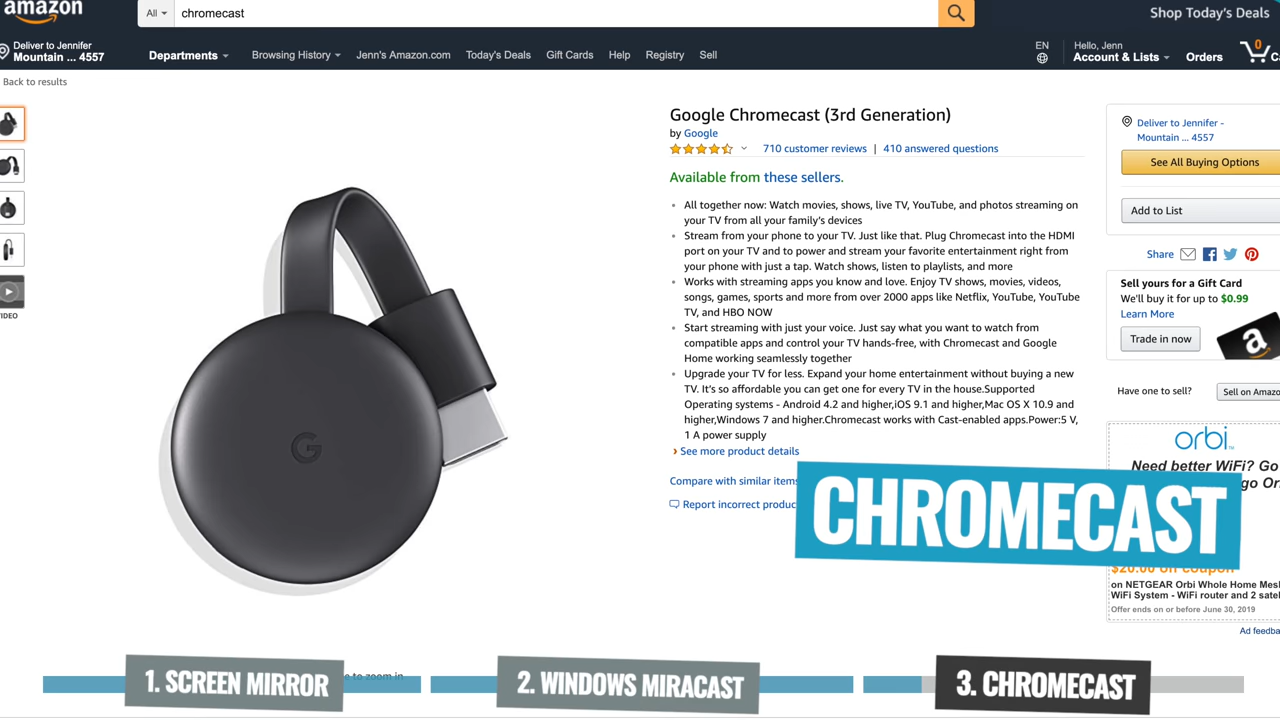 amazon
All
chromecast
Shop Today's Deals
Deliver to Jennifer
Mountain ... 4557
Departments
Browsing History
Jenn's Amazon.com
Today's Deals
Gift Cards
Help
Registry
Sell
EN
Hello, Jenn
Account & Lists
Orders
0
Back to results
Google Chromecast (3rd Generation)
by Google
710 customer reviews | 410 answered questions
Available from these sellers.
All together now: Watch movies, shows, live TV, YouTube, and photos streaming on
your TV from all your family's devices
Stream from your phone to your TV. Just like that. Plug Chromecast into the HDMI
port on your TV and to power and stream your favorite entertainment right from
your phone with just a tap. Watch shows, listen to playlists, and more
Works with streaming apps you know and love. Enjoy TV shows, movies, videos,
songs, games, sports and more from over 2000 apps like Netflix, YouTube, YouTube
TV, and HBO NOW
Start streaming with just your voice. Just say what you want to watch from
compatible apps and control your TV hands-free, with Chromecast and Google
Home working seamlessly together
Upgrade your TV for less. Expand your home entertainment without buying a new
TV. It's so affordable you can get one for every TV in the house.Supported
Operating systems - Android 4.2 and higher,iOS 9.1 and higher,Mac OS X 10.9 and
higher,Windows 7 and higher.Chromecast works with Cast-enabled apps.Power:5 V,
1 A power supply
See more product details
Compare with similar items
Report incorrect produc
G
VIDEO
Deliver to Jennifer -
Mountain ... 4557
See All Buying Options
Add to List
Share
Sell yours for a Gift Card
We'll buy it for up to $0.99
Learn More
Trade in now
a
Have one to sell?
Sell on Amazo
orbi
Need better WiFi? Go
go Or
$20.00 off coupon
on NETGEAR Orbi Whole Home Mesh
WiFi System - WiFi router and 2 satel
Offer ends on or before June 30, 2019
Ad feedba
CHROMECAST
e to zoom in
1. SCREEN MIRROR
2. WINDOWS MIRACAST
3. CHROMECAST